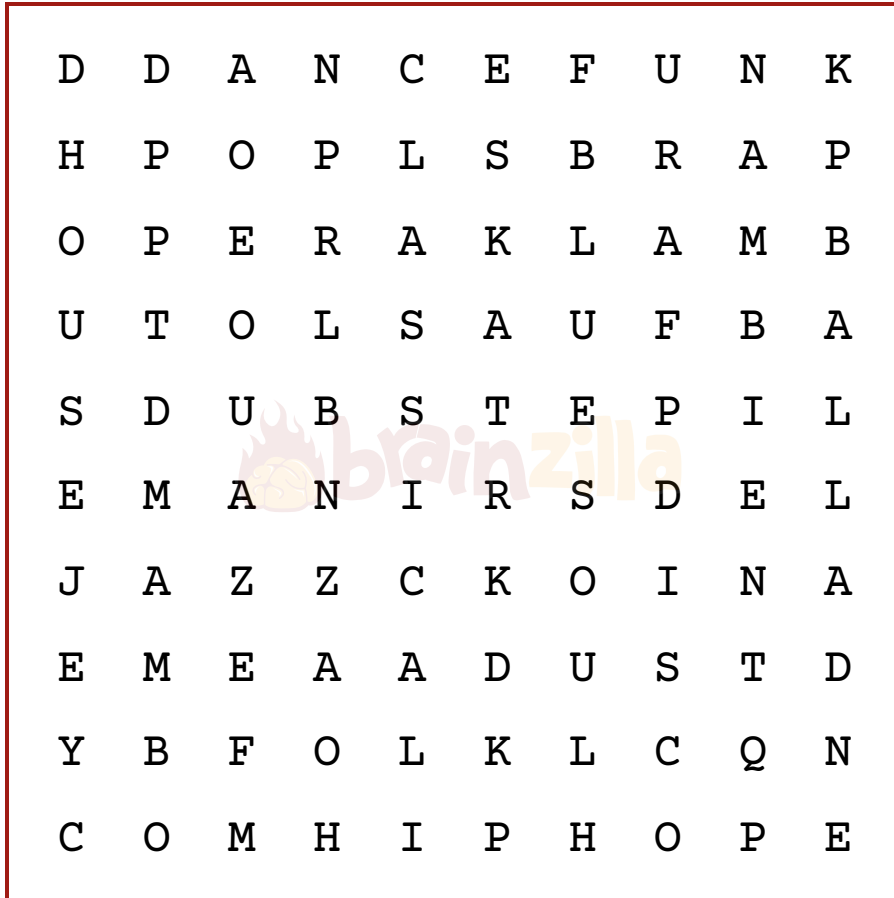 D D A N C E F U N K
H P O P L S B R A P
O P E R A K L A M B
U T O L S A U F B A
S D U B S T E P I L
brainzilla
E M A N I R S D E L
J A Z Z C K O I N A
E M E A A D U S T D
Y B F O L K L C Q N
C O M H I P H O P E